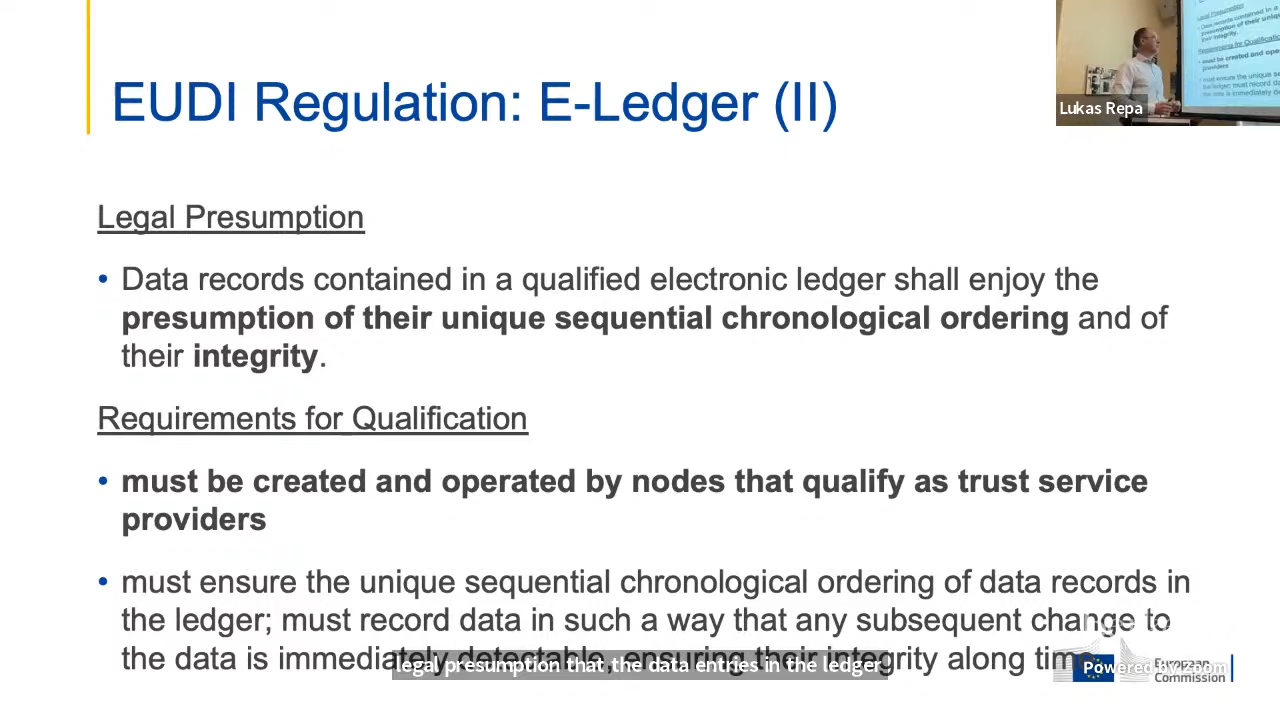 EUDI Regulation: E-Ledger (II)
Lukas Repa
Legal Presumption
• Data records contained in a qualified electronic ledger shall enjoy the
presumption of their unique sequential chronological ordering and of
their integrity.
Requirements for Qualification
• must be created and operated by nodes that qualify as trust service
providers
• must ensure the unique sequential chronological ordering of data records in
the ledger; must record data in such a way that any subsequent change to
the data is immediately detectable, ensuring their integrity along time
legal presumption that the data entries in the ledger
Powered by Zoom
European
Commission